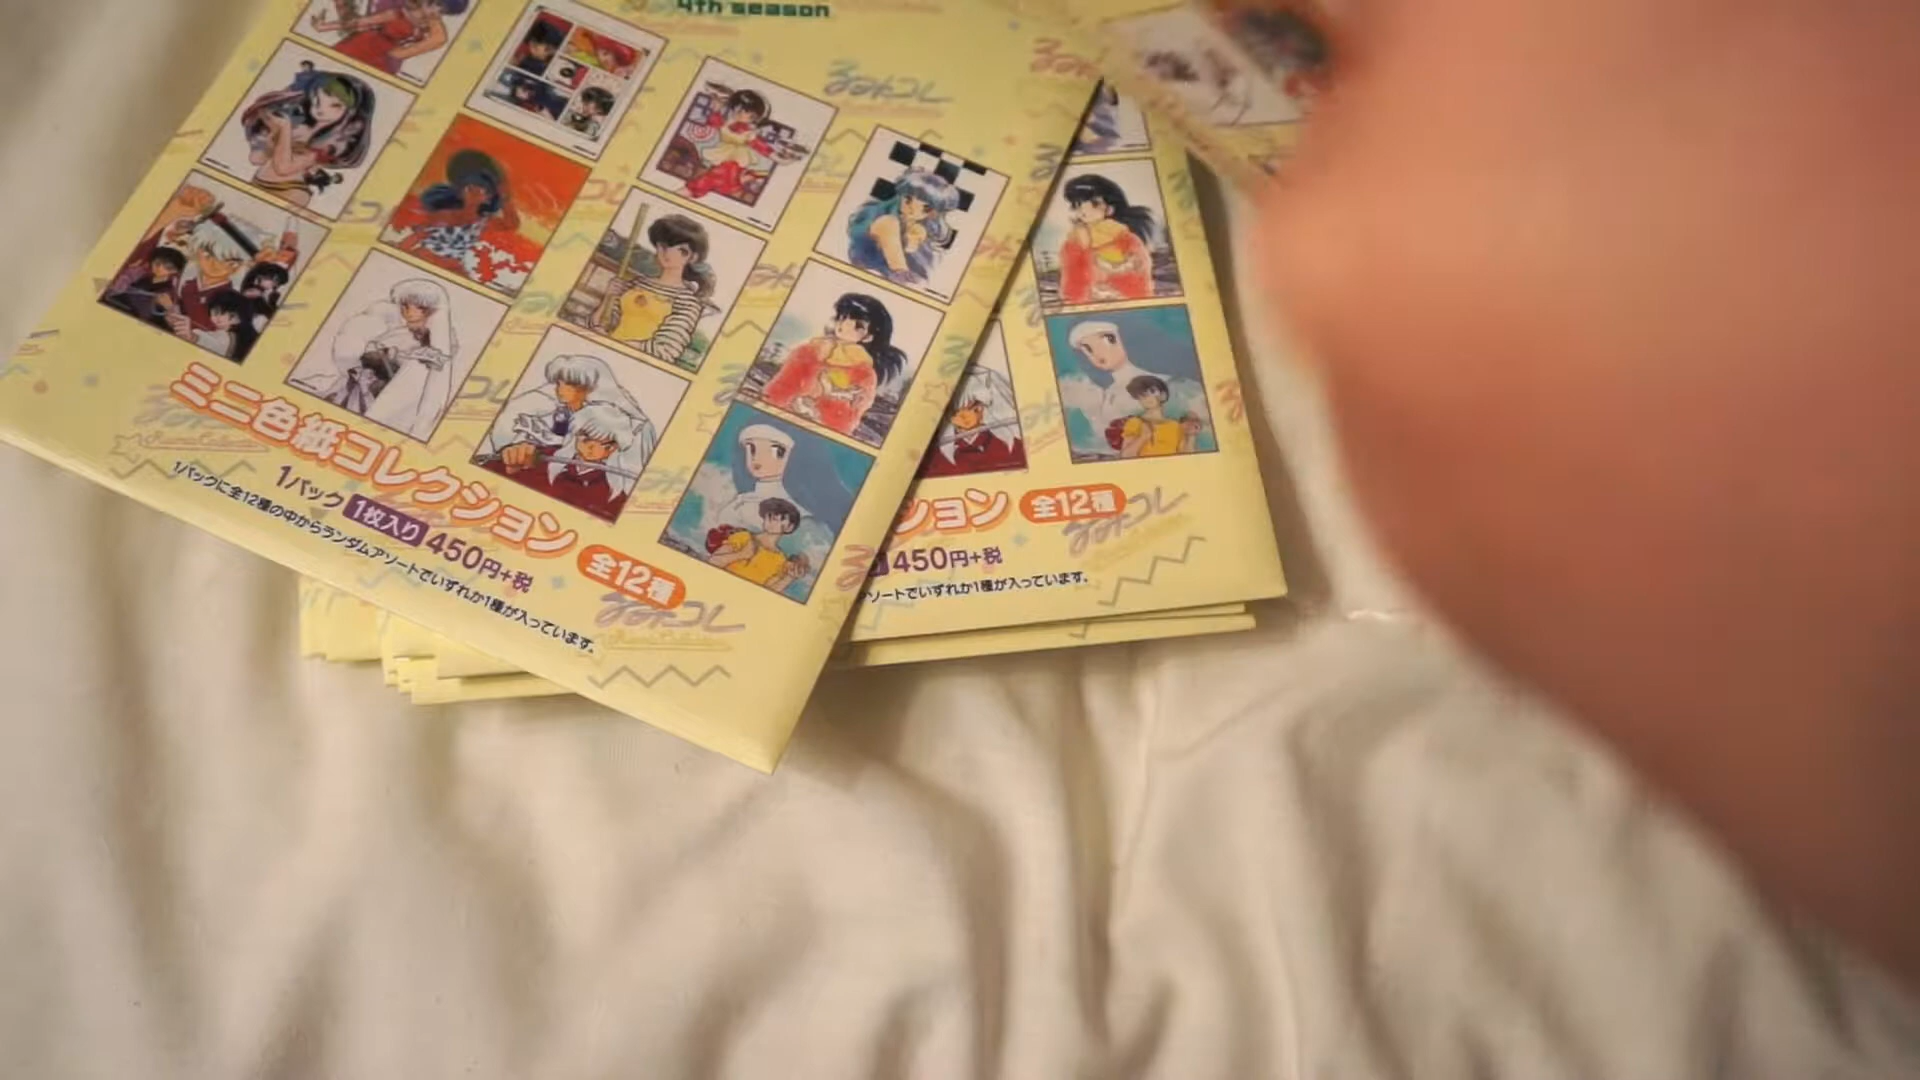 4th season
るーみっくコレ
ミニ色紙コレクション 全12種
1パック 1枚入り 450円+税
1パックに全12種の中からランダムアソートでいずれか1種が入っています。
ション 全12種
450円+税
ソートでいずれか1種が入っています。